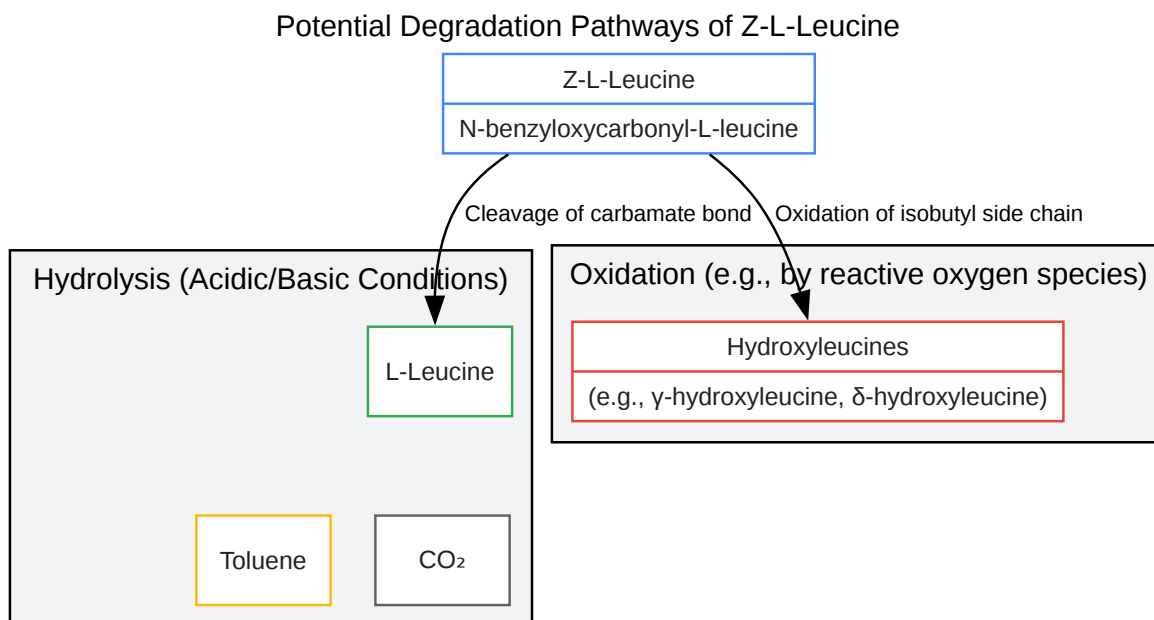 Potential Degradation Pathways of Z-L-Leucine
Z-L-Leucine
N-benzyloxycarbonyl-L-leucine
Cleavage of carbamate bond
Oxidation of isobutyl side chain
Hydrolysis (Acidic/Basic Conditions)
Oxidation (e.g., by reactive oxygen species)
L-Leucine
Hydroxyleucines
(e.g., γ-hydroxyleucine, δ-hydroxyleucine)
Toluene
CO₂